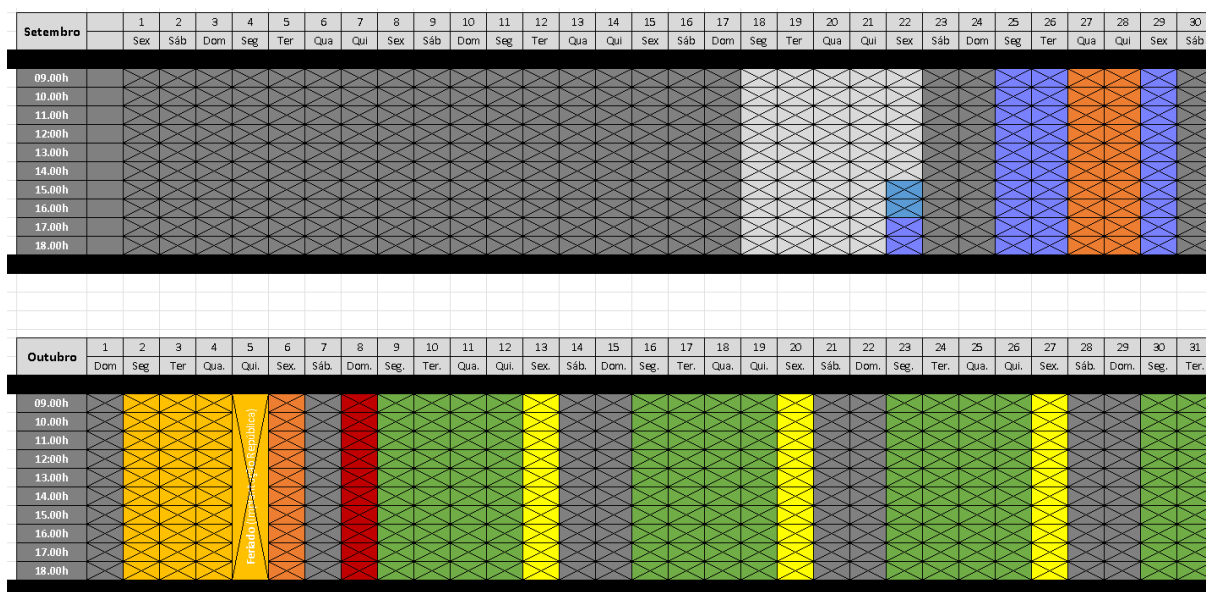 Setembro 1 2 3 4 5 6 7 8 9 10 11 12 13 14 15 16 17 18 19 20 21 22 23 24 25 26 27 28 29 30
Sex Sáb Dom Seg Ter Qua Qui Sex Sáb Dom Seg Ter Qua Qui Sex Sáb Dom Seg Ter Qua Qui Sex Sáb Dom Seg Ter Qua Qui Sex Sáb
09.00h
10.00h
11.00h
12:00h
13.00h
14.00h
15.00h
16.00h
17.00h
18.00h
Outubro 1 2 3 4 5 6 7 8 9 10 11 12 13 14 15 16 17 18 19 20 21 22 23 24 25 26 27 28 29 30 31
Dom Seg Ter Qua. Qui. Sex. Sáb. Dom. Seg. Ter. Qua. Qui. Sex. Sáb. Dom. Seg. Ter. Qua. Qui. Sex. Sáb. Dom. Seg. Ter. Qua. Qui. Sex. Sáb. Dom. Seg. Ter.
09.00h
10.00h
11.00h
12:00h
13.00h
14.00h
15.00h
16.00h
17.00h
18.00h
Feriado República)